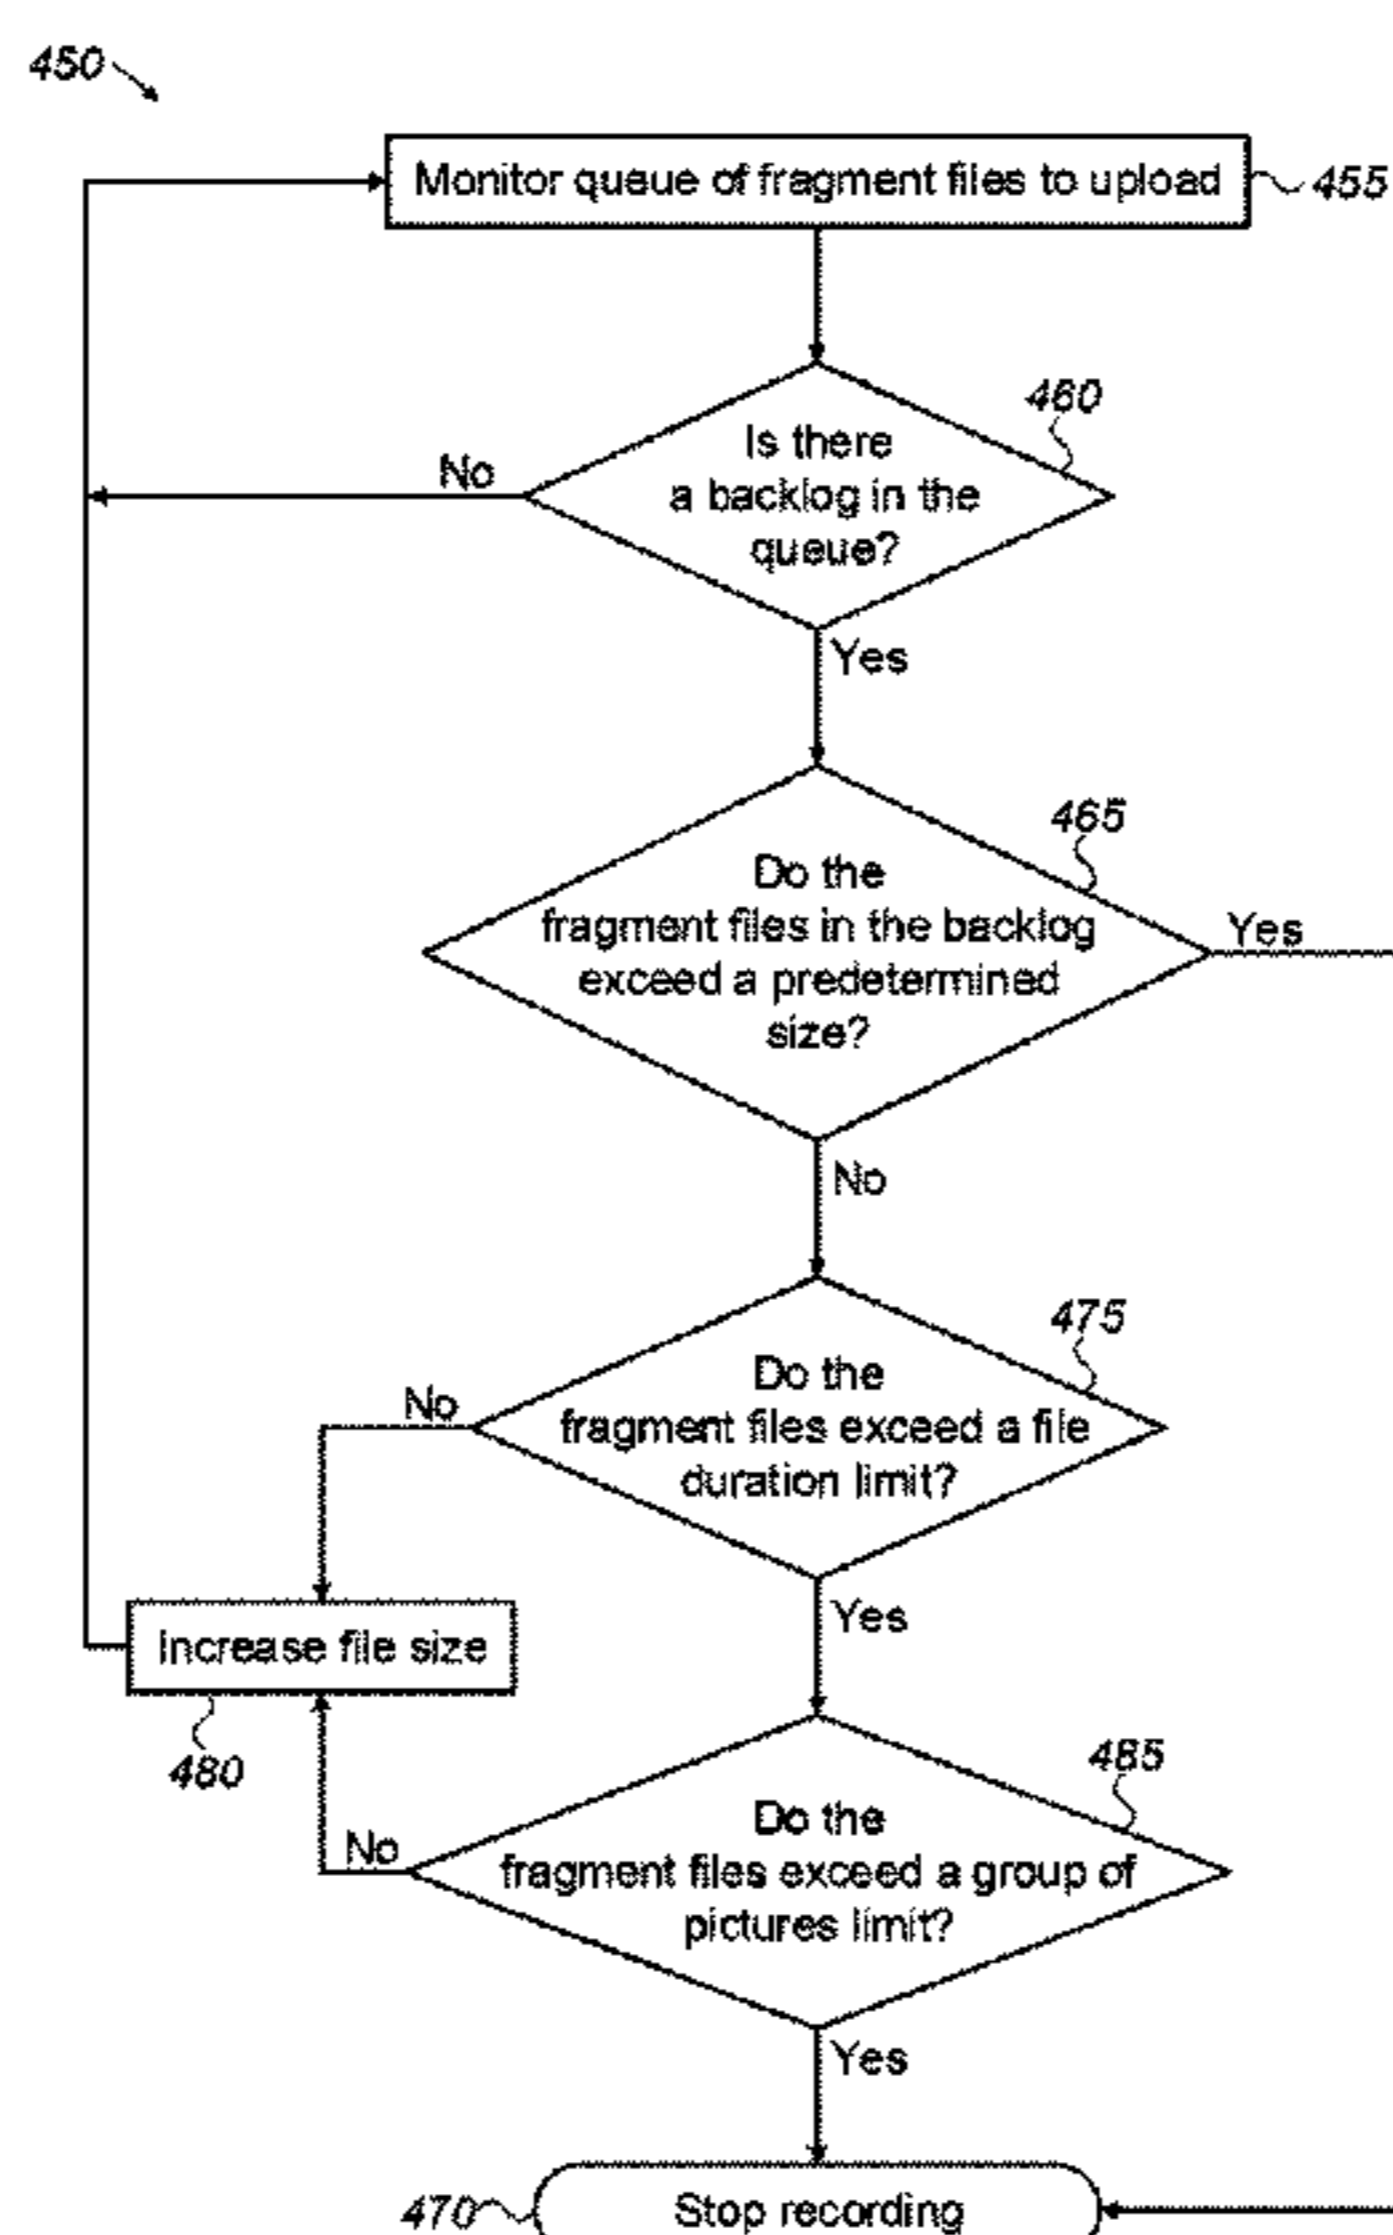 450
Monitor queue of fragment files to upload
455
460
Is there
a backlog in the
queue?
No
Yes
465
Do the
fragment files in the backlog
exceed a predetermined
size?
Yes
No
475
Do the
fragment files exceed a file
duration limit?
No
Yes
Increase file size
480
485
Do the
fragment files exceed a group of
pictures limit?
No
Yes
470
Stop recording